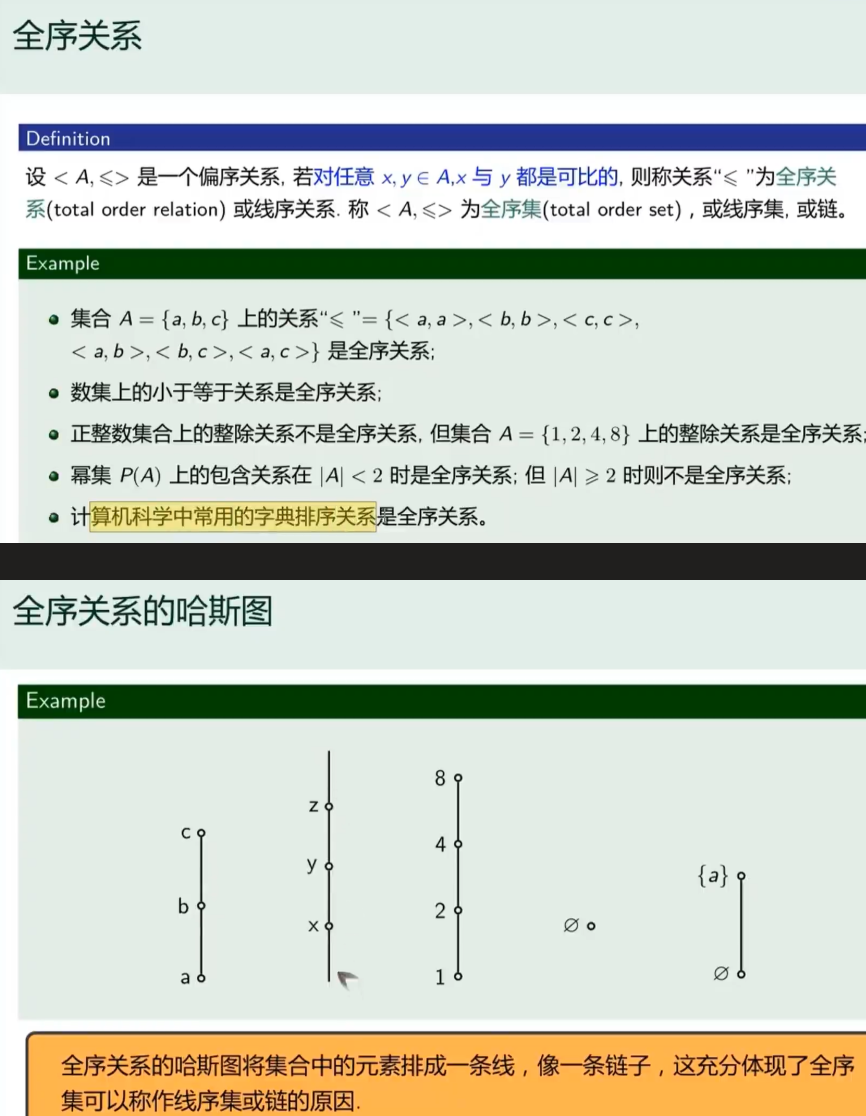 全序关系
Definition
设 < A, ⩽> 是一个偏序关系, 若对任意 x, y ∈ A,x 与 y 都是可比的, 则称关系“⩽ ”为全序关
系(total order relation) 或线序关系. 称 < A, ⩽> 为全序集(total order set) , 或线序集, 或链。
Example
集合 A = {a, b, c} 上的关系“⩽ ”= {< a, a >, < b, b >, < c, c >,
< a, b >, < b, c >, < a, c >} 是全序关系;
数集上的小于等于关系是全序关系;
正整数集合上的整除关系不是全序关系, 但集合 A = {1, 2, 4, 8} 上的整除关系是全序关系;
幂集 P(A) 上的包含关系在 |A| < 2 时是全序关系; 但 |A| ⩾ 2 时则不是全序关系;
计算机科学中常用的字典排序关系是全序关系。
全序关系的哈斯图
Example
c
b
a
z
y
x
8
4
2
1
∅
{a}
∅
全序关系的哈斯图将集合中的元素排成一条线，像一条链子，这充分体现了全序
集可以称作线序集或链的原因.